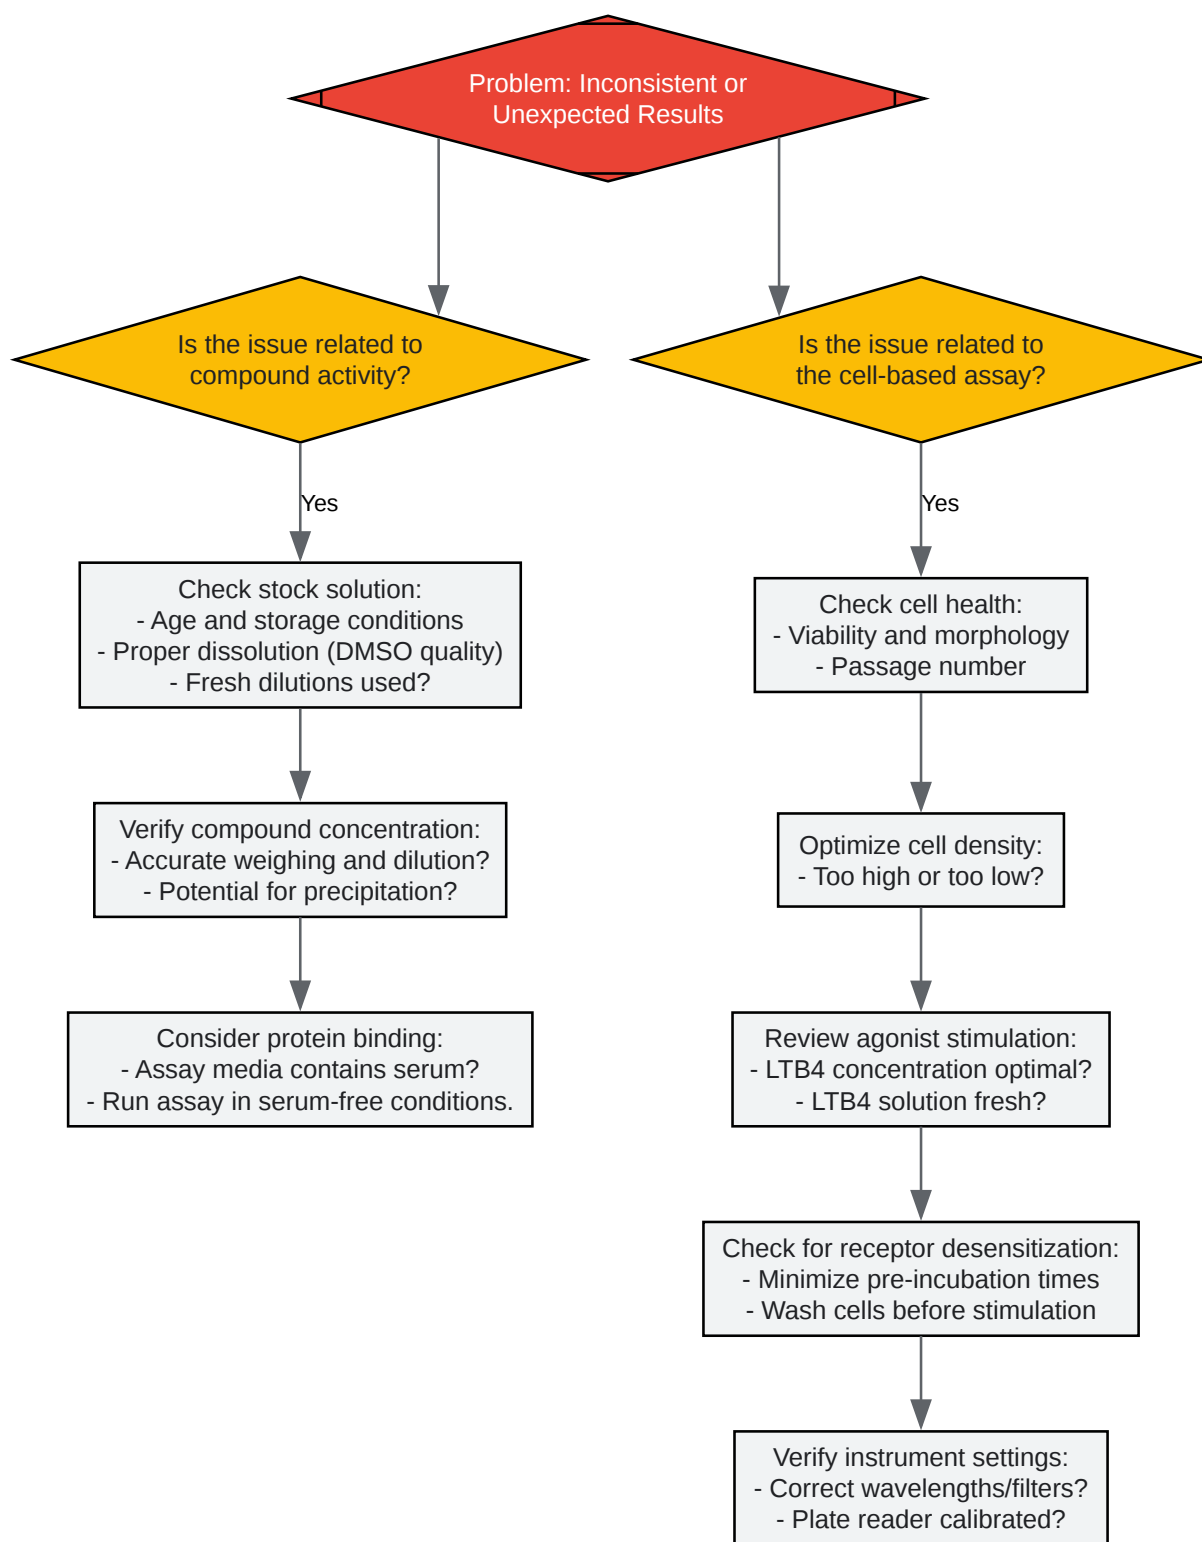 Problem: Inconsistent or
Unexpected Results
Is the issue related to
compound activity?
Is the issue related to
the cell-based assay?
Yes
Yes
Check stock solution:
- Age and storage conditions
- Proper dissolution (DMSO quality)
- Fresh dilutions used?
Check cell health:
- Viability and morphology
- Passage number
Verify compound concentration:
- Accurate weighing and dilution?
- Potential for precipitation?
Optimize cell density:
- Too high or too low?
Consider protein binding:
- Assay media contains serum?
- Run assay in serum-free conditions.
Review agonist stimulation:
- LTB4 concentration optimal?
- LTB4 solution fresh?
Check for receptor desensitization:
- Minimize pre-incubation times
- Wash cells before stimulation
Verify instrument settings:
- Correct wavelengths/filters?
- Plate reader calibrated?